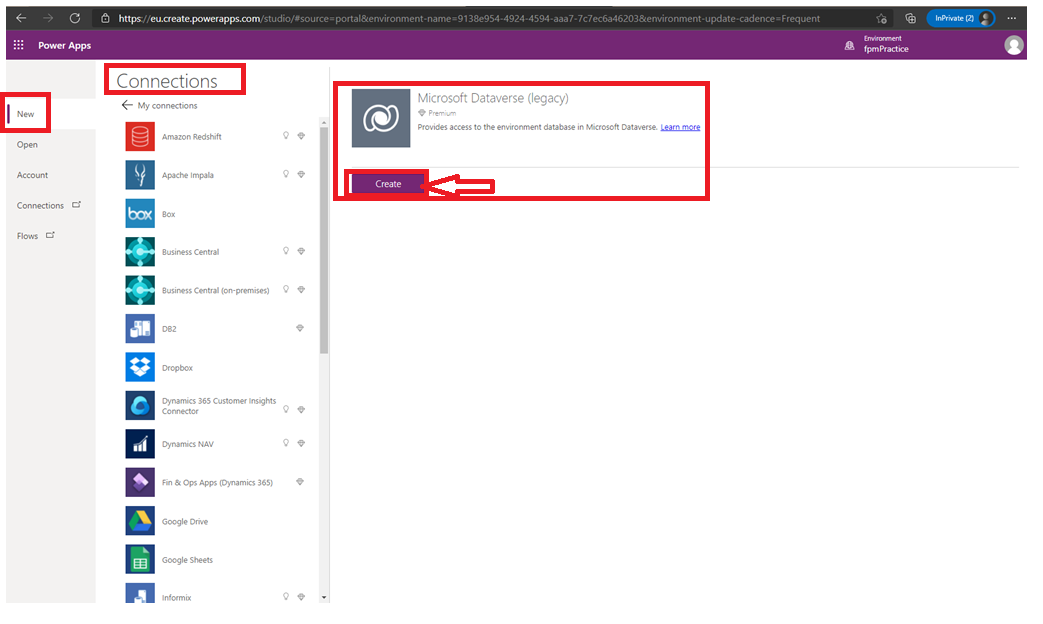 https://eu.create.powerapps.com/studio/#source=portal&environment-name=9138e954-4924-4594-aaa7-7c7ec6a46203&environment-update-cadence=Frequent
InPrivate (2)
Power Apps
Environment
fpmPractice
New
Open
Account
Connections
Flows
Connections
My connections
Amazon Redshift
Apache Impala
box
Box
Business Central
Business Central (on-premises)
DB2
Dropbox
Dynamics 365 Customer Insights
Connector
Dynamics NAV
Fin & Ops Apps (Dynamics 365)
Google Drive
Google Sheets
Informix
Microsoft Dataverse (legacy)
Premium
Provides access to the environment database in Microsoft Dataverse. Learn more
Create